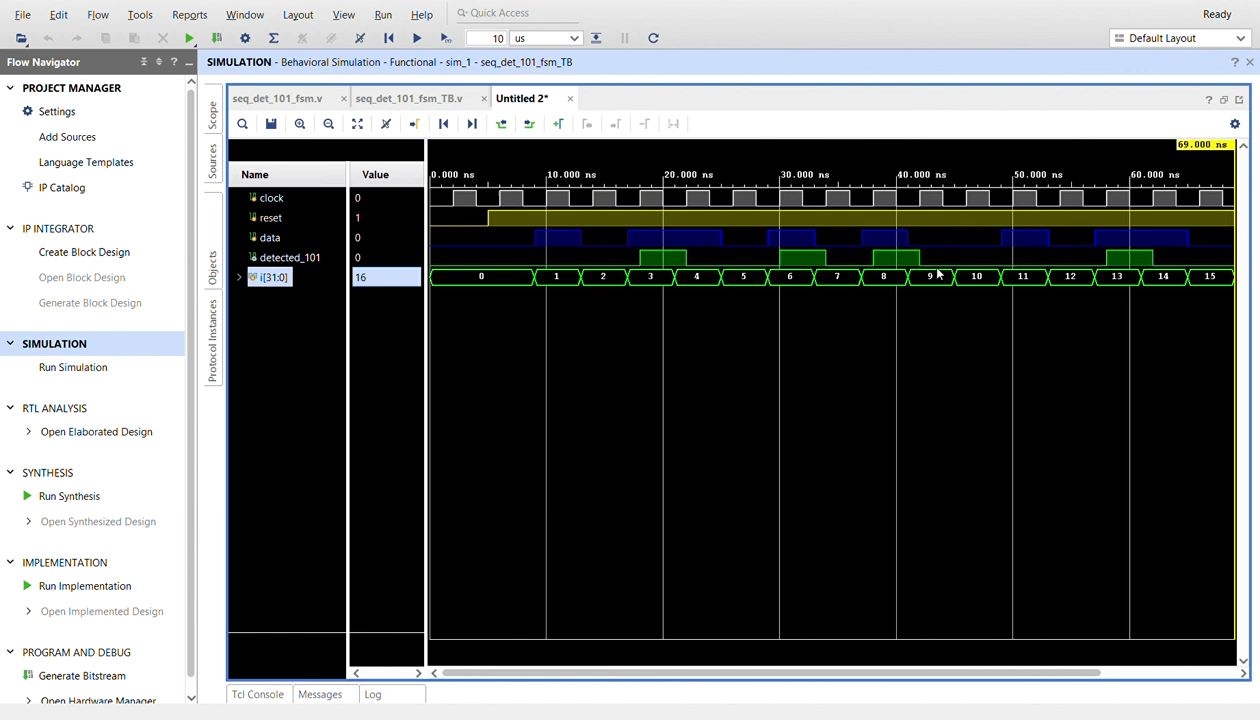 File Edit Flow Tools Reports Window Layout View Run Help Quick Access Ready
10 us Default Layout
Flow Navigator ? _ SIMULATION - Behavioral Simulation - Functional - sim_1 - seq_det_101_fsm_TB ? ×
PROJECT MANAGER
Settings
Add Sources
Language Templates
IP Catalog
IP INTEGRATOR
Create Block Design
Open Block Design
Generate Block Design
SIMULATION
Run Simulation
RTL ANALYSIS
Open Elaborated Design
SYNTHESIS
Run Synthesis
Open Synthesized Design
IMPLEMENTATION
Run Implementation
Open Implemented Design
PROGRAM AND DEBUG
Generate Bitstream
Open Hardware Manager
Scope
Sources
Objects
Protocol Instances
seq_det_101_fsm.v × seq_det_101_fsm_TB.v × Untitled 2* ×
69.000 ns
Name Value 0.000 ns 10.000 ns 20.000 ns 30.000 ns 40.000 ns 50.000 ns 60.000 ns
clock 0
reset 1
data 0
detected_101 0
i[31:0] 16 0 1 2 3 4 5 6 7 8 9 10 11 12 13 14 15
Tcl Console Messages Log